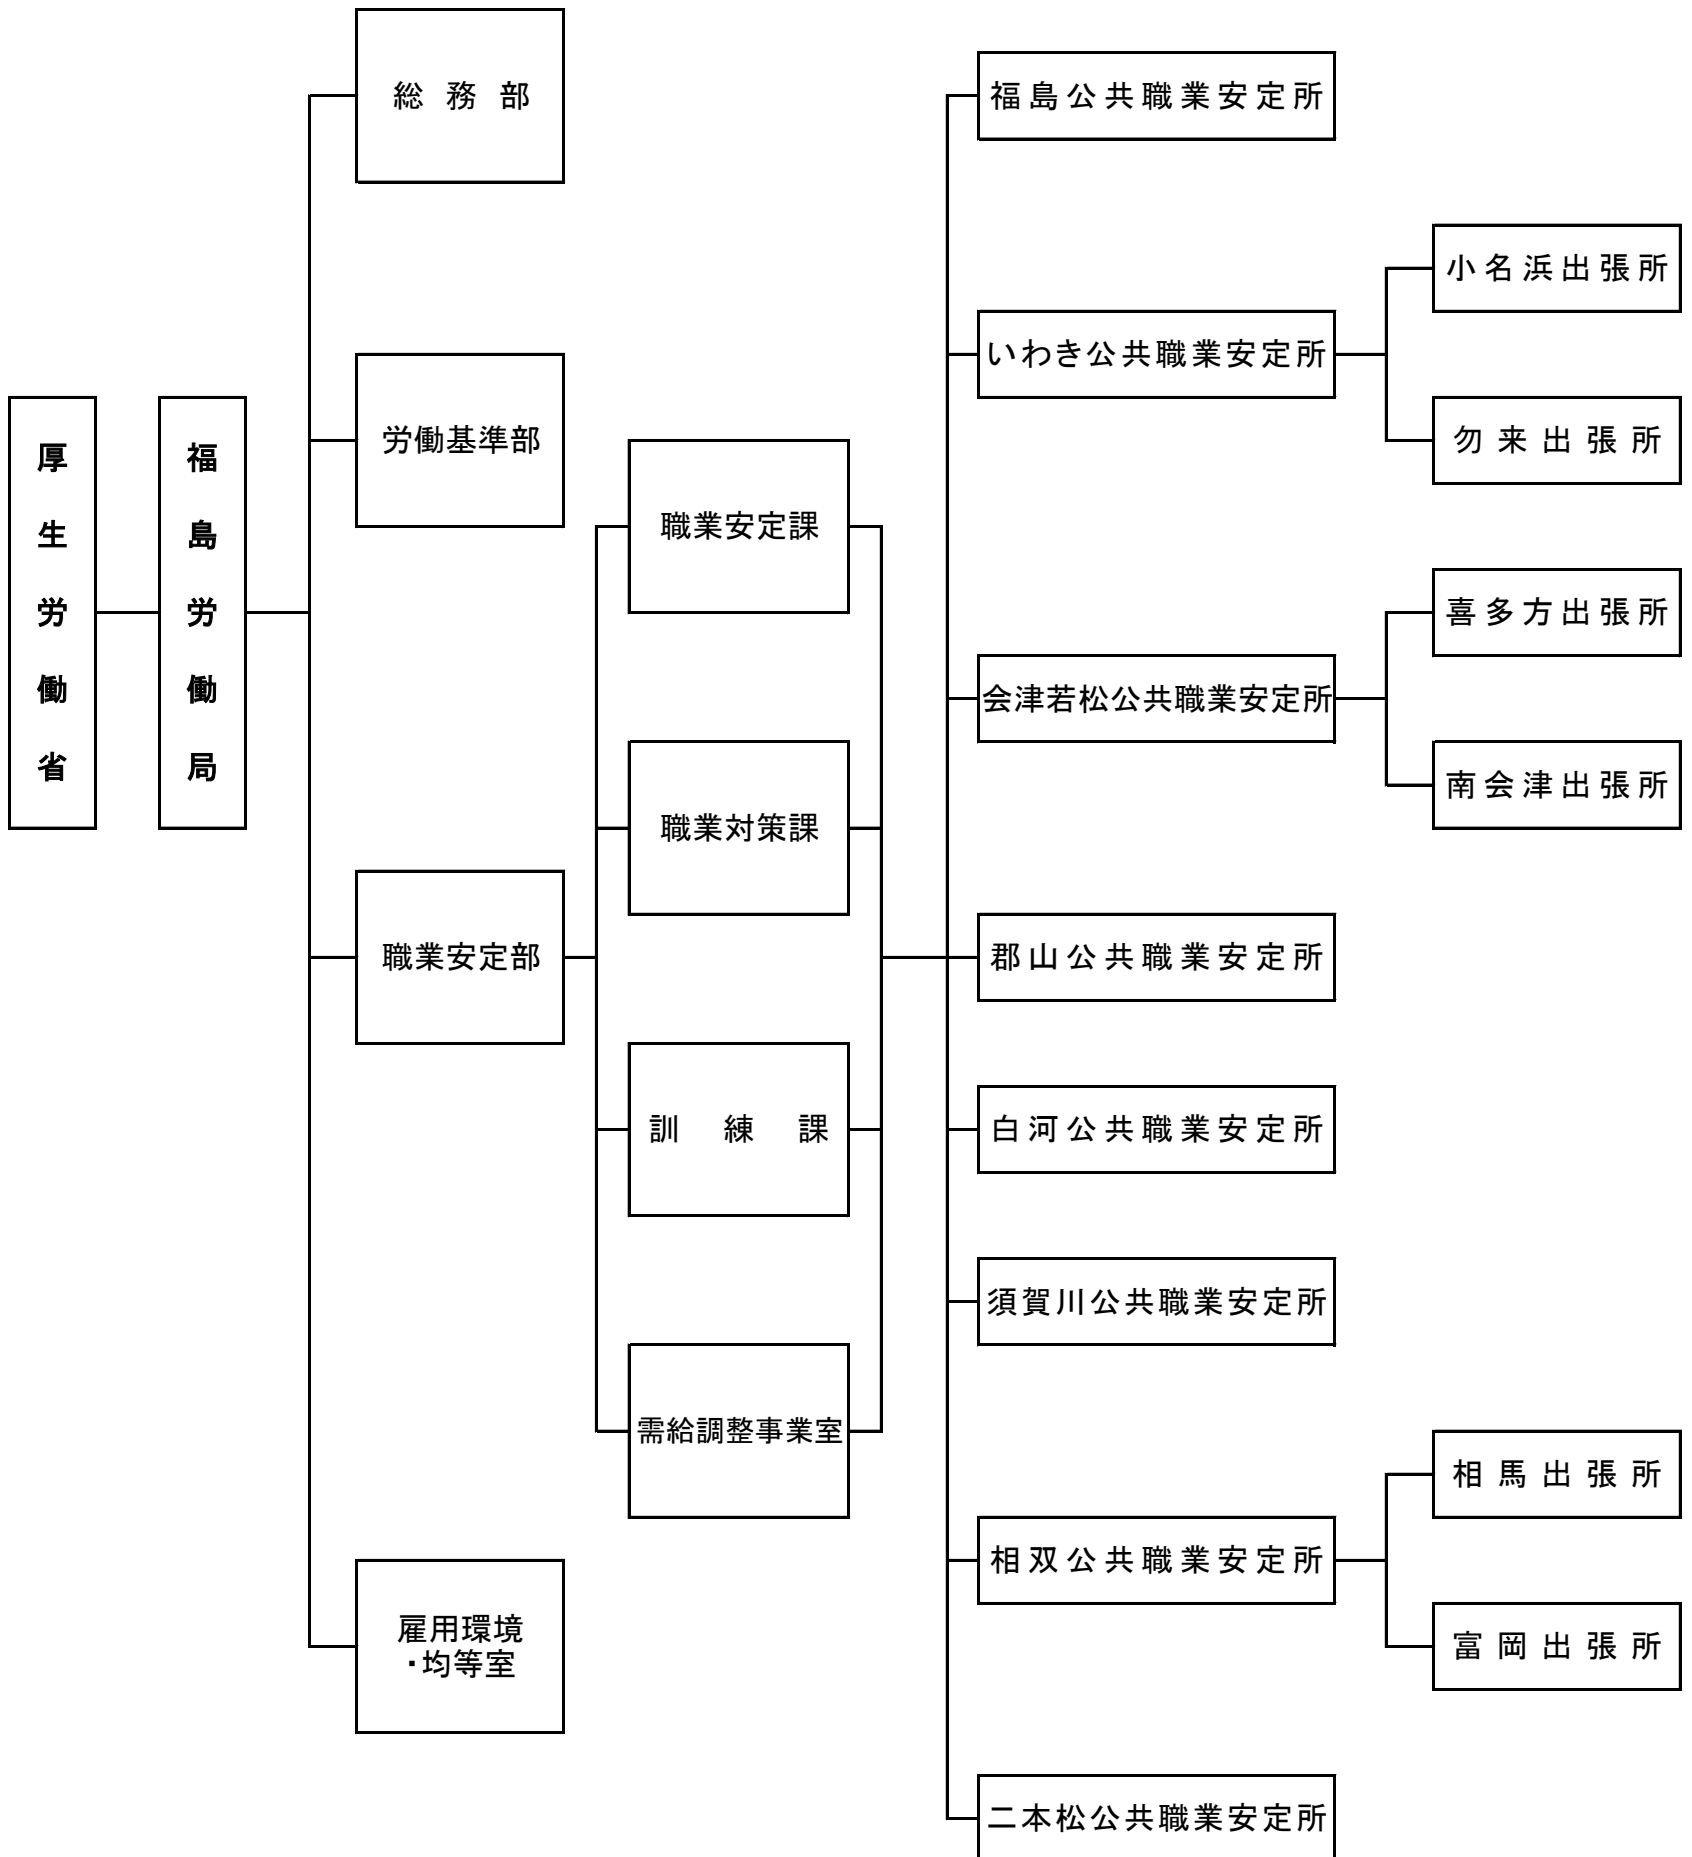 厚生労働省
福島労働局
総務部
労働基準部
職業安定部
雇用環境
・均等室
職業安定課
職業対策課
訓練課
需給調整事業室
福島公共職業安定所
いわき公共職業安定所
会津若松公共職業安定所
郡山公共職業安定所
白河公共職業安定所
須賀川公共職業安定所
相双公共職業安定所
二本松公共職業安定所
小名浜出張所
勿来出張所
喜多方出張所
南会津出張所
相馬出張所
富岡出張所